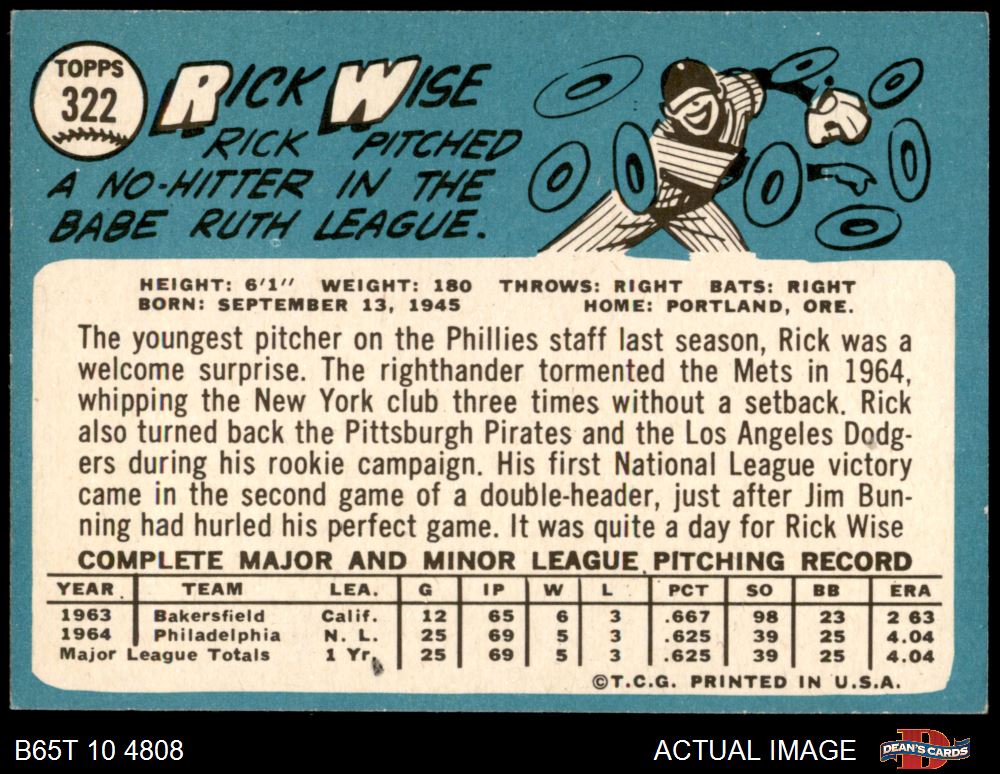 TOPPS
322
RICK WISE
RICK PITCHED
A NO-HITTER IN THE
BABE RUTH LEAGUE.
HEIGHT: 6'1" WEIGHT: 180 THROWS: RIGHT BATS: RIGHT
BORN: SEPTEMBER 13, 1945 HOME: PORTLAND, ORE.
The youngest pitcher on the Phillies staff last season, Rick was a
welcome surprise. The righthander tormented the Mets in 1964,
whipping the New York club three times without a setback. Rick
also turned back the Pittsburgh Pirates and the Los Angeles Dodg-
ers during his rookie campaign. His first National League victory
came in the second game of a double-header, just after Jim Bun-
ning had hurled his perfect game. It was quite a day for Rick Wise
COMPLETE MAJOR AND MINOR LEAGUE PITCHING RECORD
YEAR TEAM LEA. G IP W L PCT SO BB ERA
1963 Bakersfield Calif. 12 65 6 3 .667 98 23 2 63
1964 Philadelphia N. L. 25 69 5 3 .625 39 25 4.04
Major League Totals 1 Yr. 25 69 5 3 .625 39 25 4.04
©T.C.G. PRINTED IN U.S.A.
B65T 10 4808 ACTUAL IMAGE DEAN'S CARDS